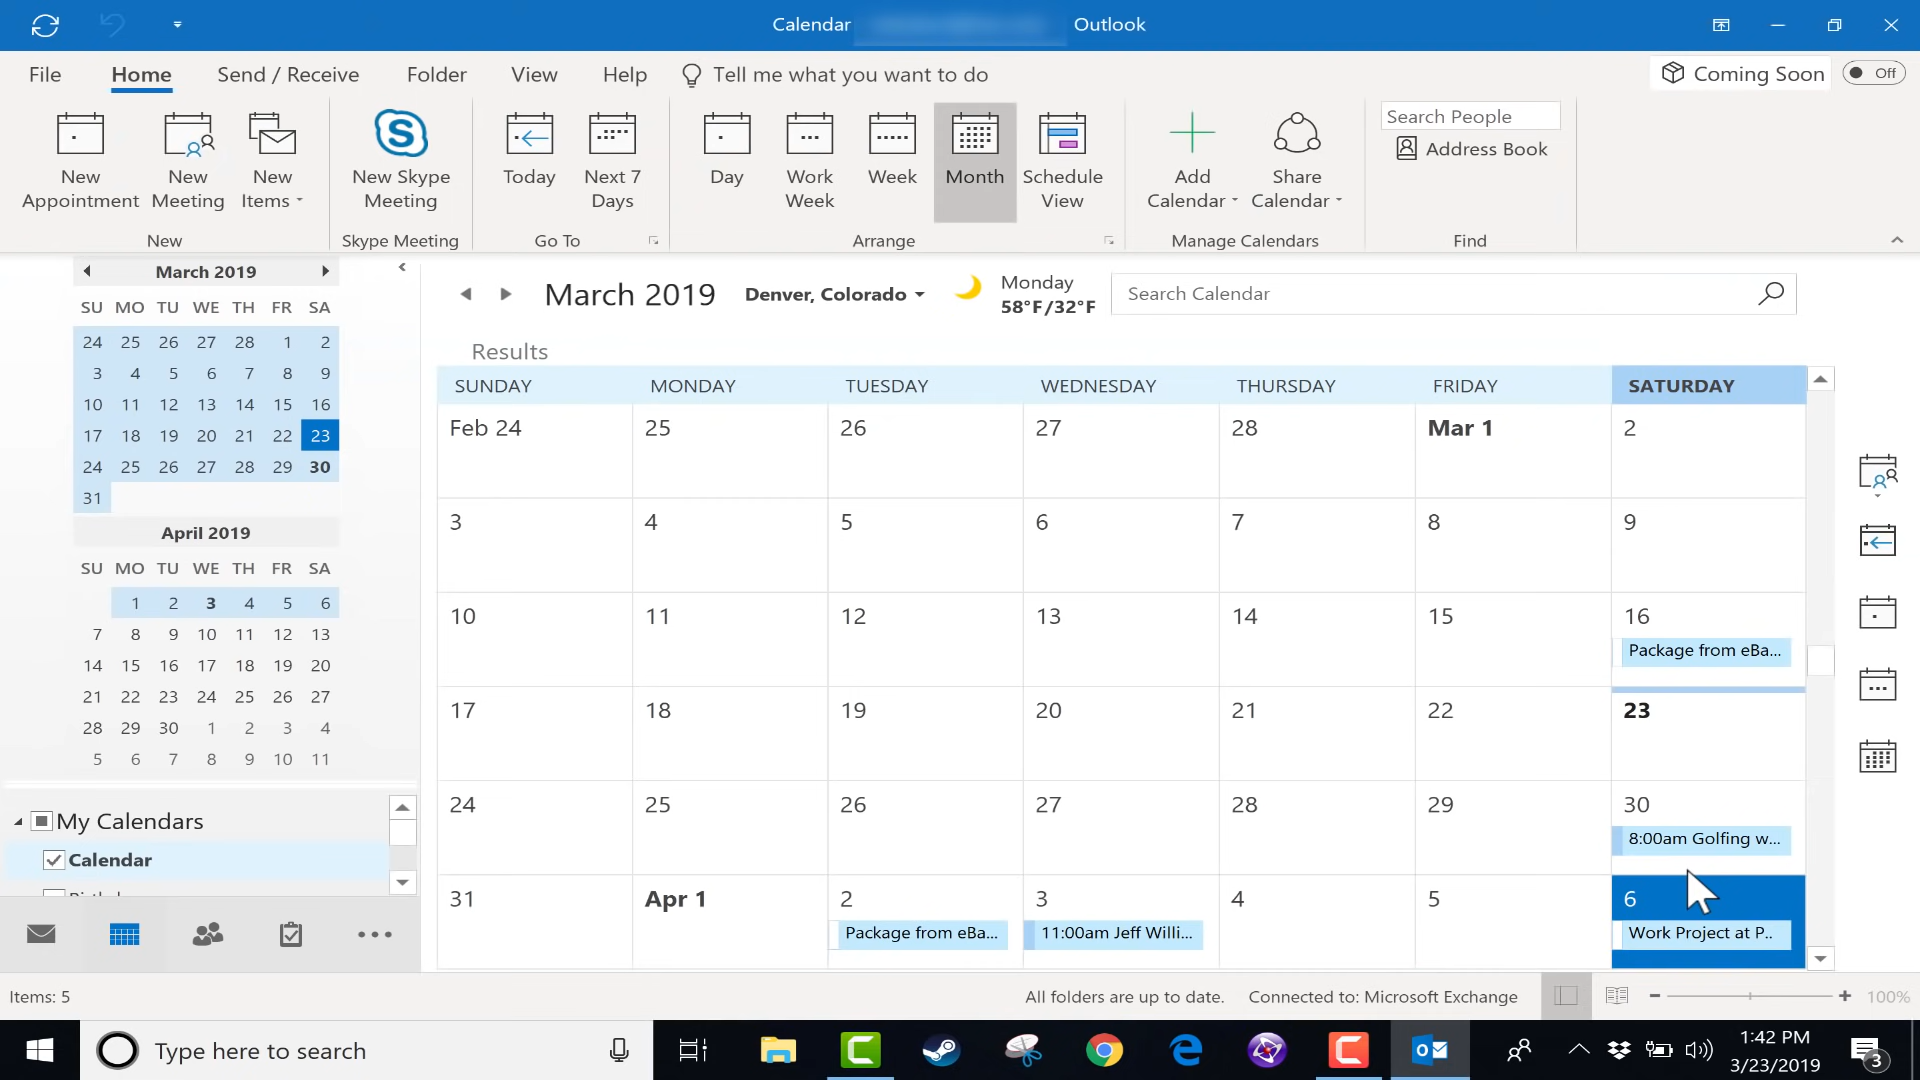 Calendar Outlook
File Home Send / Receive Folder View Help Tell me what you want to do Coming Soon Off
New Appointment
New Meeting
New Items
New Skype Meeting
Today
Next 7 Days
Day
Work Week
Week
Month
Schedule View
Add Calendar
Share Calendar
Search People
Address Book
New Skype Meeting Go To Arrange Manage Calendars Find
March 2019
SU MO TU WE TH FR SA
24 25 26 27 28 1 2
3 4 5 6 7 8 9
10 11 12 13 14 15 16
17 18 19 20 21 22 23
24 25 26 27 28 29 30
31
April 2019
SU MO TU WE TH FR SA
1 2 3 4 5 6
7 8 9 10 11 12 13
14 15 16 17 18 19 20
21 22 23 24 25 26 27
28 29 30 1 2 3 4
5 6 7 8 9 10 11
My Calendars
Calendar
March 2019 Denver, Colorado
Monday
58°F/32°F
Search Calendar
Results
SUNDAY MONDAY TUESDAY WEDNESDAY THURSDAY FRIDAY SATURDAY
Feb 24 25 26 27 28 Mar 1 2
3 4 5 6 7 8 9
10 11 12 13 14 15 16
Package from eBa...
17 18 19 20 21 22 23
24 25 26 27 28 29 30
8:00am Golfing w...
31 Apr 1 2 3 4 5 6
Package from eBa... 11:00am Jeff Willi... Work Project at P..
Items: 5 All folders are up to date. Connected to: Microsoft Exchange 100%
Type here to search
1:42 PM
3/23/2019
3